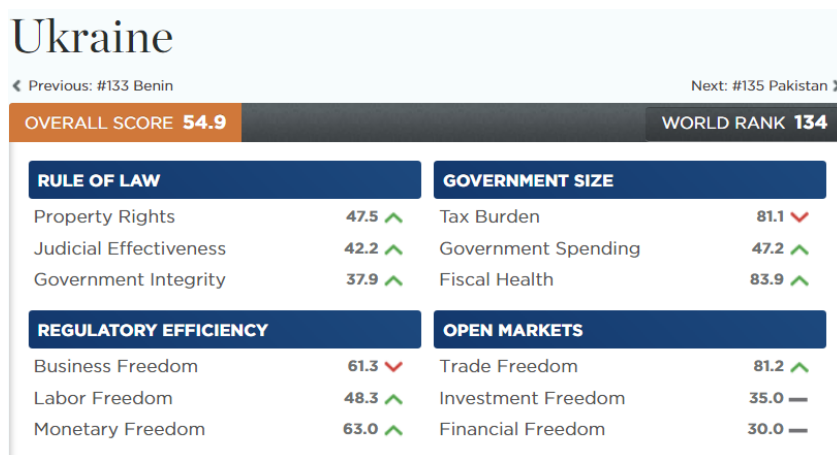 Ukraine
Previous: #133 Benin
Next: #135 Pakistan
OVERALL SCORE 54.9
WORLD RANK 134
RULE OF LAW
Property Rights 47.5
Judicial Effectiveness 42.2
Government Integrity 37.9
GOVERNMENT SIZE
Tax Burden 81.1
Government Spending 47.2
Fiscal Health 83.9
REGULATORY EFFICIENCY
Business Freedom 61.3
Labor Freedom 48.3
Monetary Freedom 63.0
OPEN MARKETS
Trade Freedom 81.2
Investment Freedom 35.0
Financial Freedom 30.0